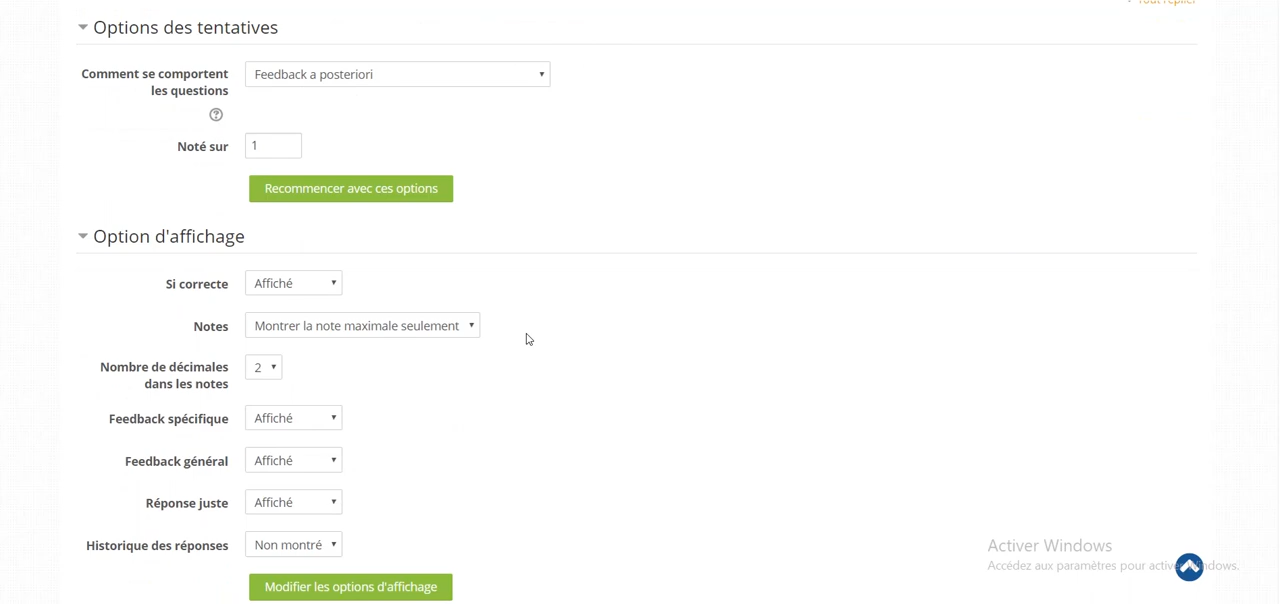 Tout replier
Options des tentatives
Comment se comportent
les questions
Feedback a posteriori
Noté sur
1
Recommencer avec ces options
Option d'affichage
Si correcte
Affiché
Notes
Montrer la note maximale seulement
Nombre de décimales
dans les notes
2
Feedback spécifique
Affiché
Feedback général
Affiché
Réponse juste
Affiché
Historique des réponses
Non montré
Modifier les options d'affichage
Activer Windows
Accédez aux paramètres pour activer Windows.